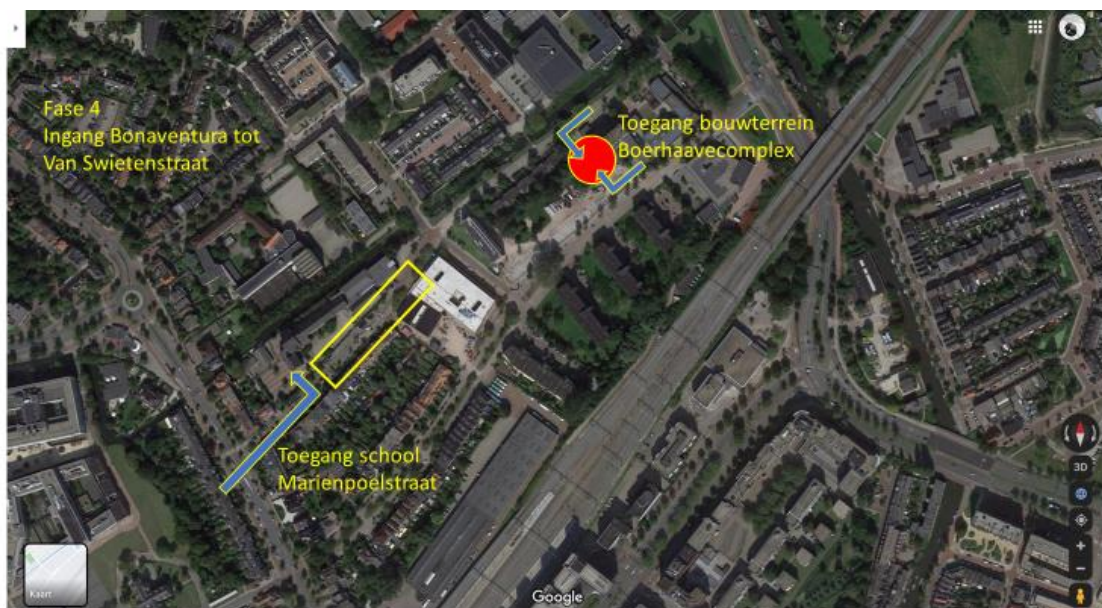 Fase 4
Ingang Bonaventura tot
Van Swietenstraat
Toegang bouwterrein
Boerhaavecomplex
Toegang school
Marienpoelstraat
3D
Kaart
Google